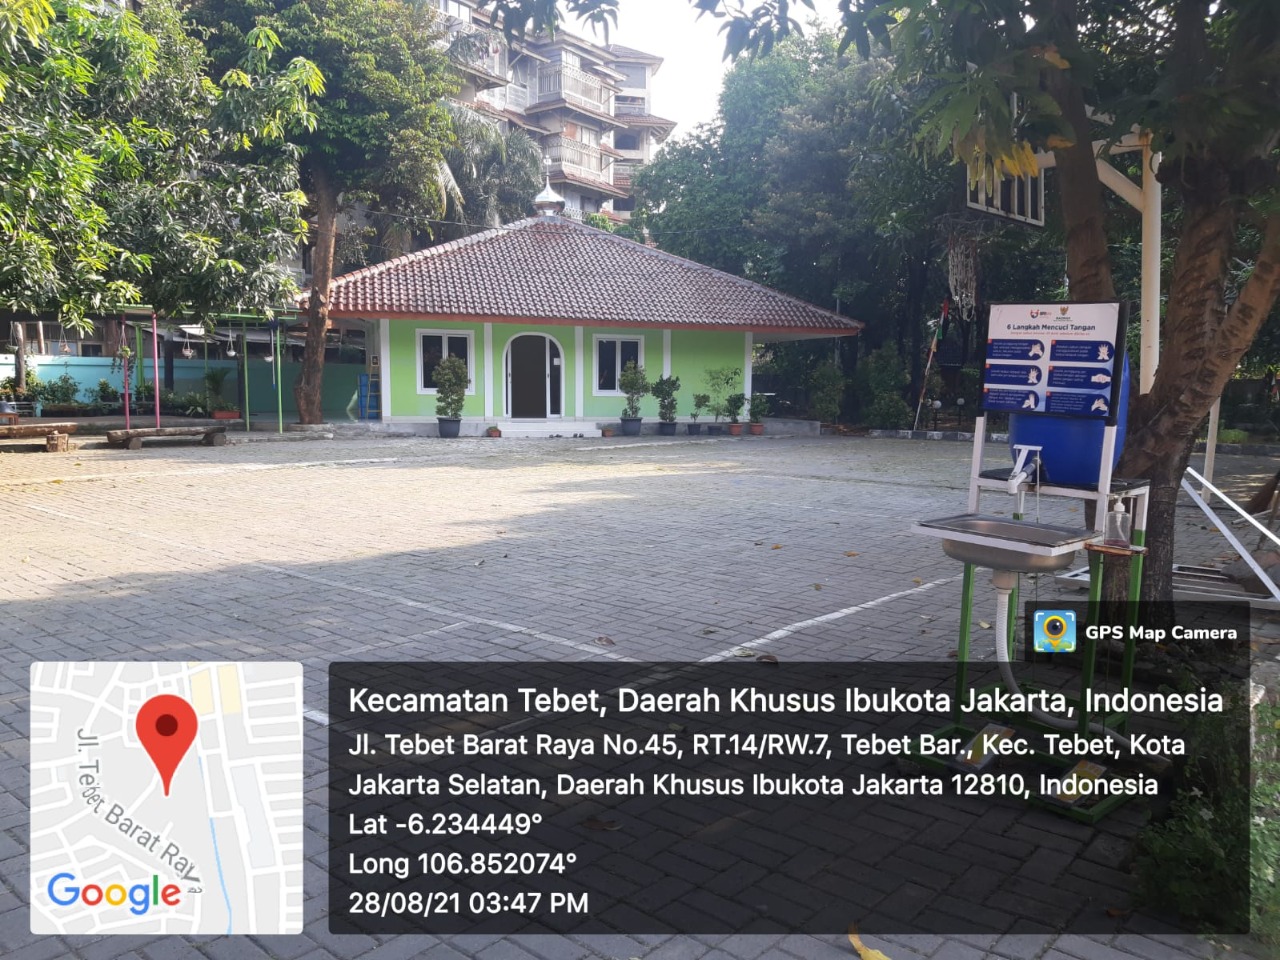 6 Langkah Mencuci Tangan
GPS Map Camera
Kecamatan Tebet, Daerah Khusus Ibukota Jakarta, Indonesia
Jl. Tebet Barat Raya No.45, RT.14/RW.7, Tebet Bar., Kec. Tebet, Kota
Jakarta Selatan, Daerah Khusus Ibukota Jakarta 12810, Indonesia
Lat -6.234449°
Long 106.852074°
28/08/21 03:47 PM
Jl. Tebet Barat Raya
Google